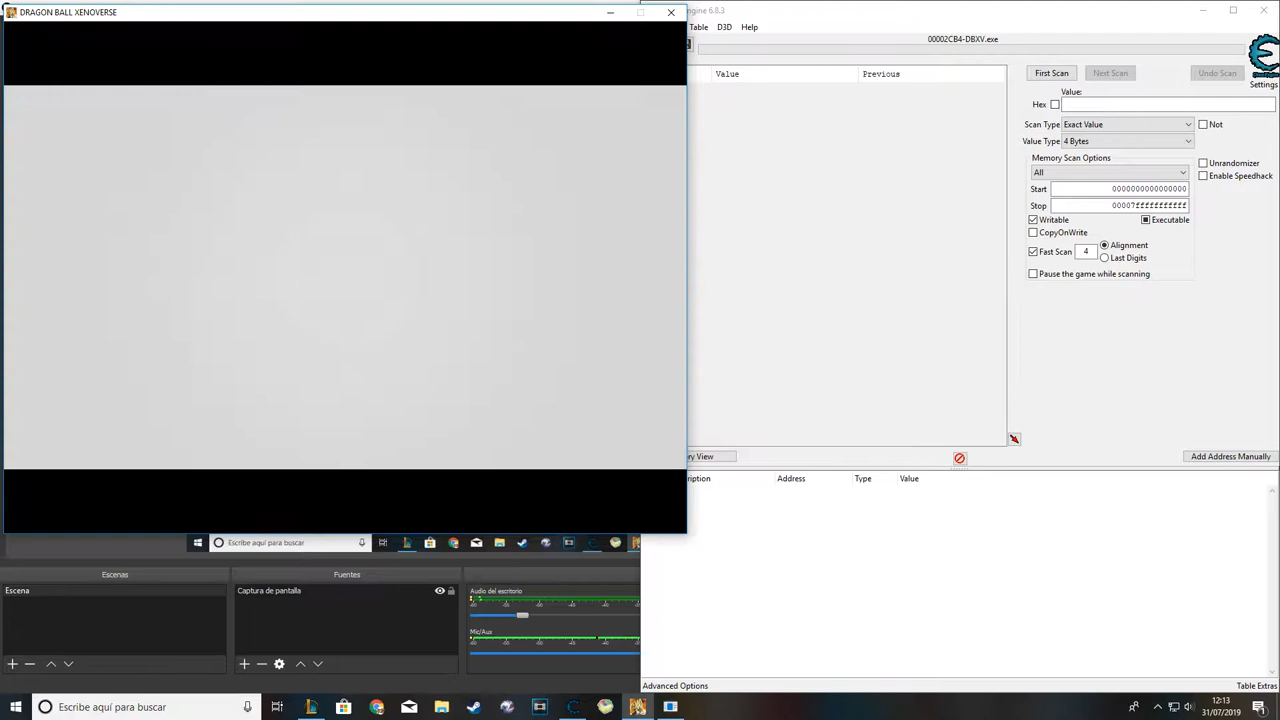 DRAGON BALL XENOVERSE
ngine 6.8.3
Table D3D Help
00002CB4-DBXV.exe
Value Previous
First Scan Next Scan Undo Scan
Settings
Value:
Hex
Scan Type Exact Value Not
Value Type 4 Bytes
Memory Scan Options
All
Unrandomizer
Enable Speedhack
Start 0000000000000000
Stop 00007fffffffffff
Writable Executable
CopyOnWrite
Fast Scan 4 Alignment
Last Digits
Pause the game while scanning
ry View Add Address Manually
ription Address Type Value
Escribe aquí para buscar
Escenas Fuentes
Escena Captura de pantalla Audio del escritorio
Mic/Aux
Advanced Options Table Extras
Escribe aquí para buscar
12:13
31/07/2019